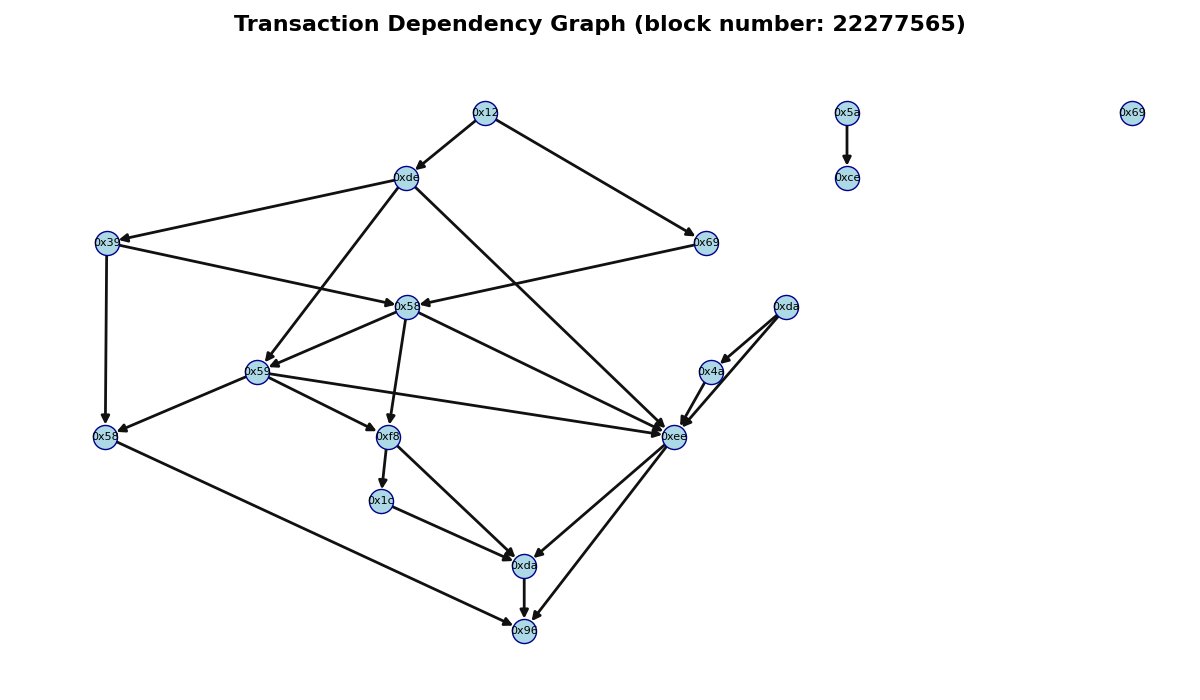 Transaction Dependency Graph (block number: 22277565)
0x12
0x5a
0x69
0xde
0xce
0x39
0x69
0x58
0xda
0x59
0x4a
0x58
0xf8
0xee
0x1c
0xda
0x96